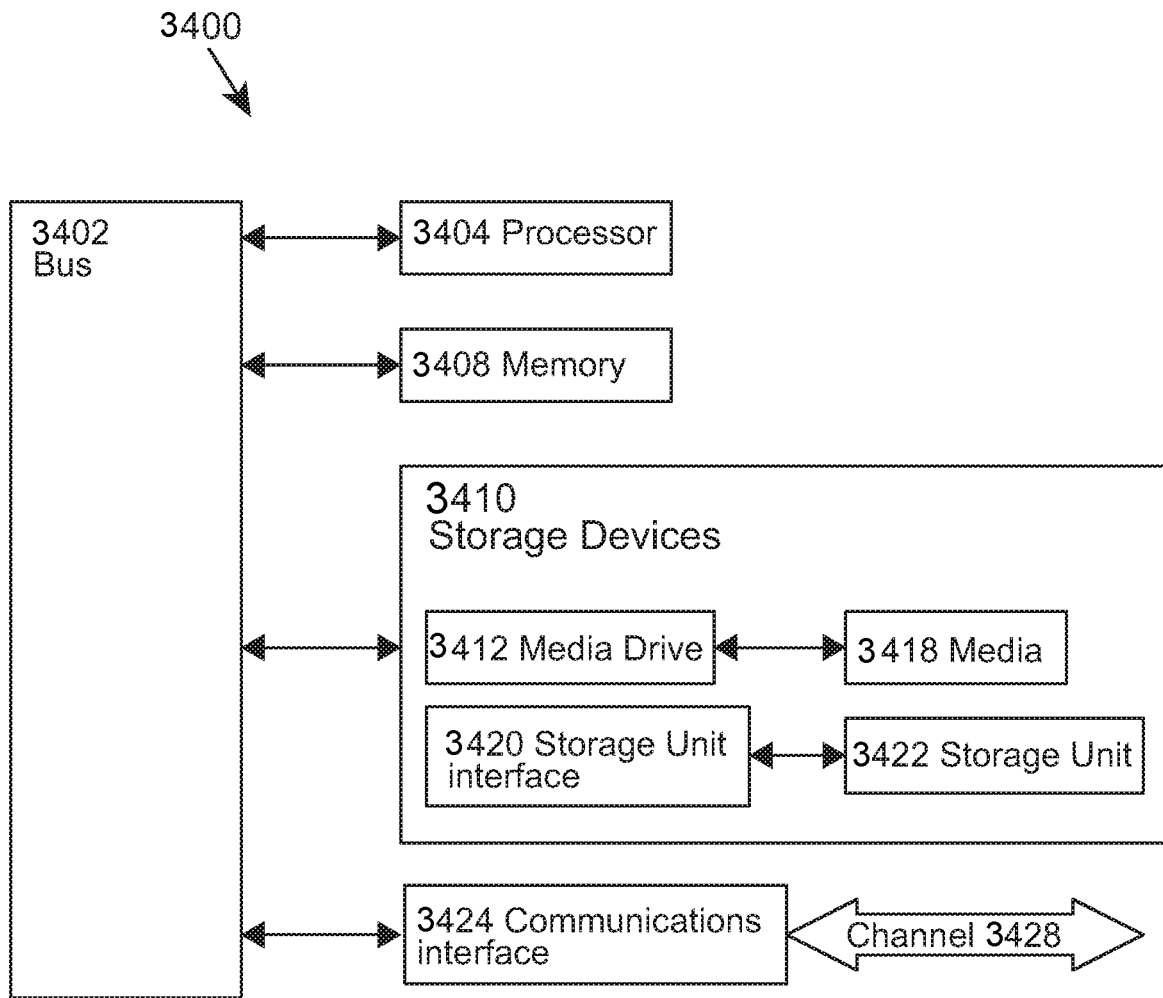 3400
3402
Bus
3404 Processor
3408 Memory
3410
Storage Devices
3412 Media Drive
3418 Media
3420 Storage Unit
interface
3422 Storage Unit
3424 Communications
interface
Channel 3428